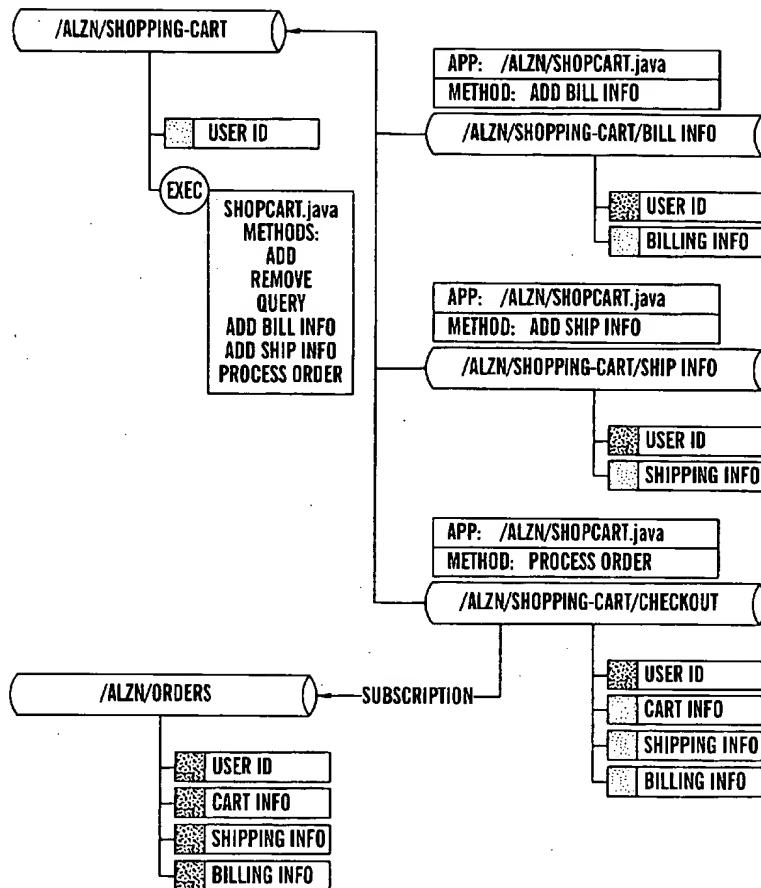 /ALZN/SHOPPING-CART
USER ID
EXEC
SHOPCART.java
METHODS:
ADD
REMOVE
QUERY
ADD BILL INFO
ADD SHIP INFO
PROCESS ORDER
APP: /ALZN/SHOPCART.java
METHOD: ADD BILL INFO
/ALZN/SHOPPING-CART/BILL INFO
USER ID
BILLING INFO
APP: /ALZN/SHOPCART.java
METHOD: ADD SHIP INFO
/ALZN/SHOPPING-CART/SHIP INFO
USER ID
SHIPPING INFO
APP: /ALZN/SHOPCART.java
METHOD: PROCESS ORDER
/ALZN/SHOPPING-CART/CHECKOUT
USER ID
CART INFO
SHIPPING INFO
BILLING INFO
SUBSCRIPTION
/ALZN/ORDERS
USER ID
CART INFO
SHIPPING INFO
BILLING INFO